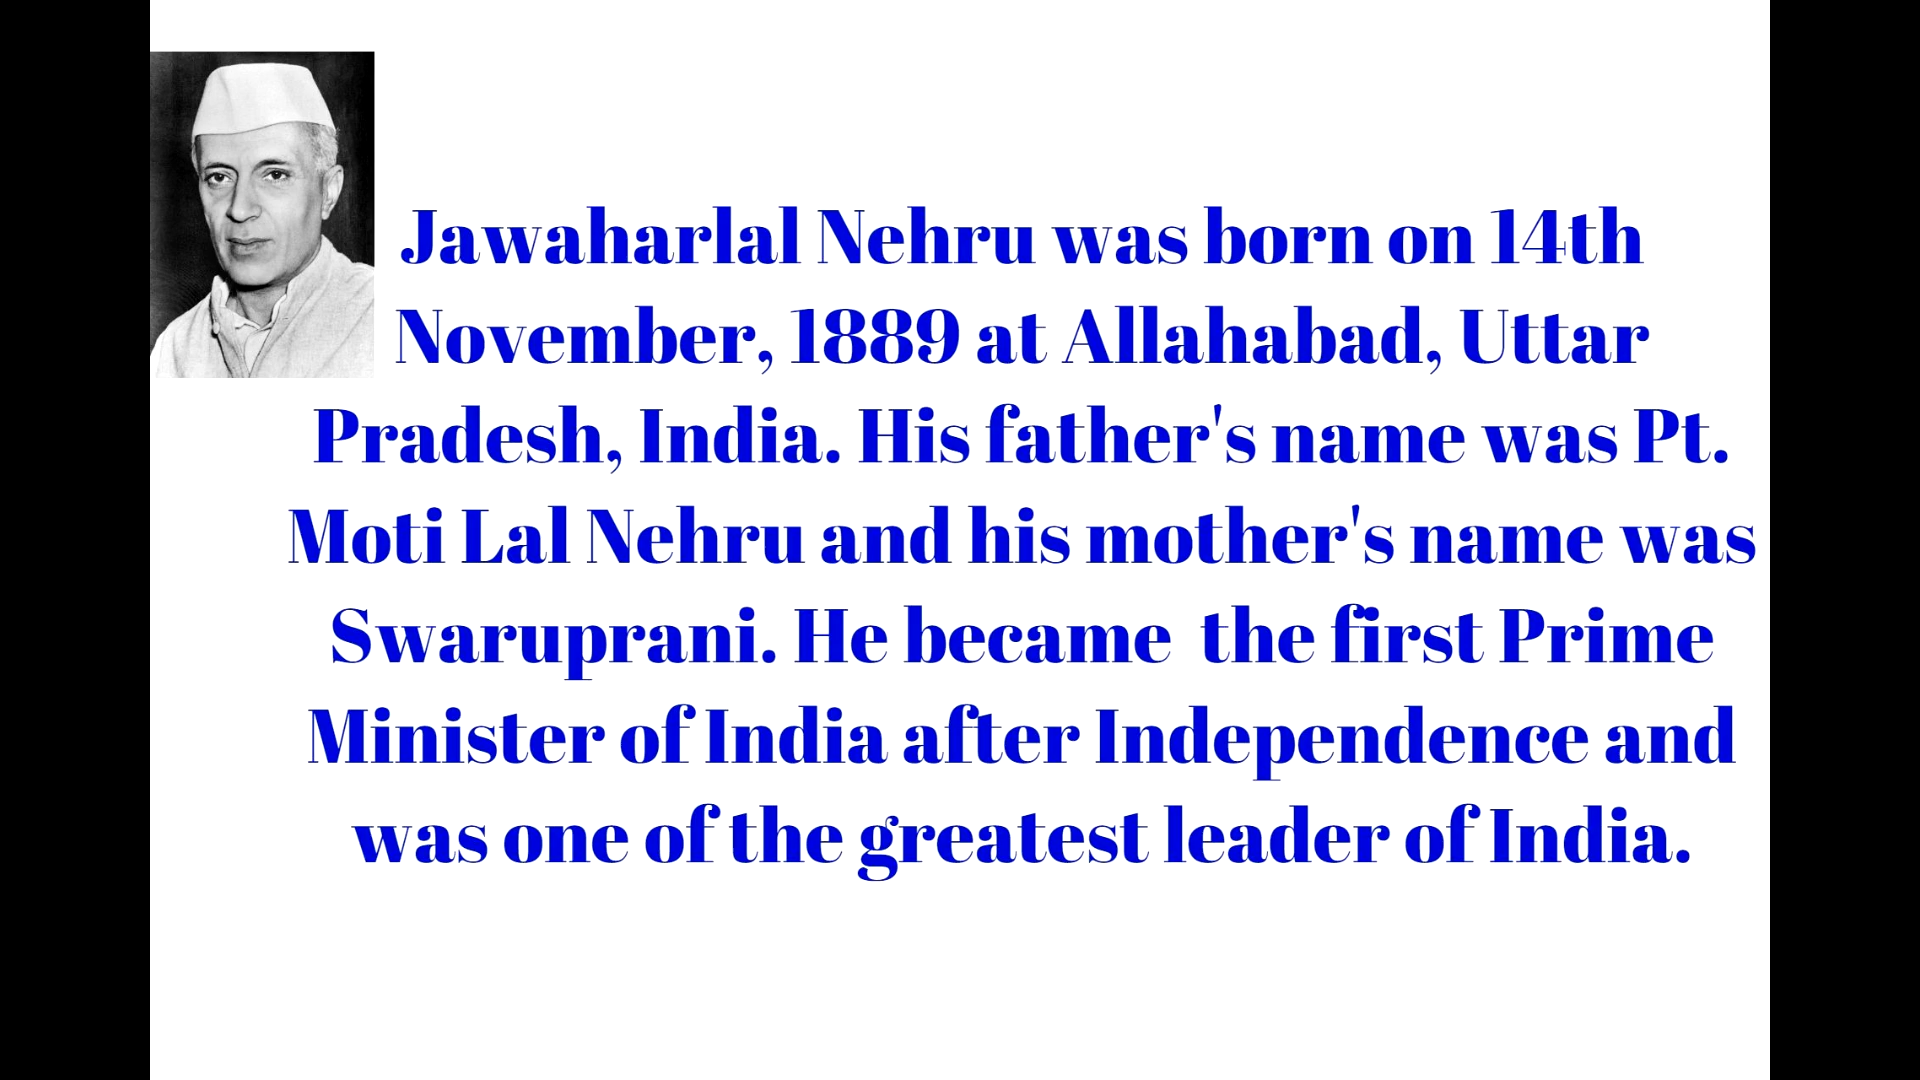 Jawaharlal Nehru was born on 14th
November, 1889 at Allahabad, Uttar
Pradesh, India. His father's name was Pt.
Moti Lal Nehru and his mother's name was
Swaruprani. He became  the first Prime
Minister of India after Independence and
was one of the greatest leader of India.